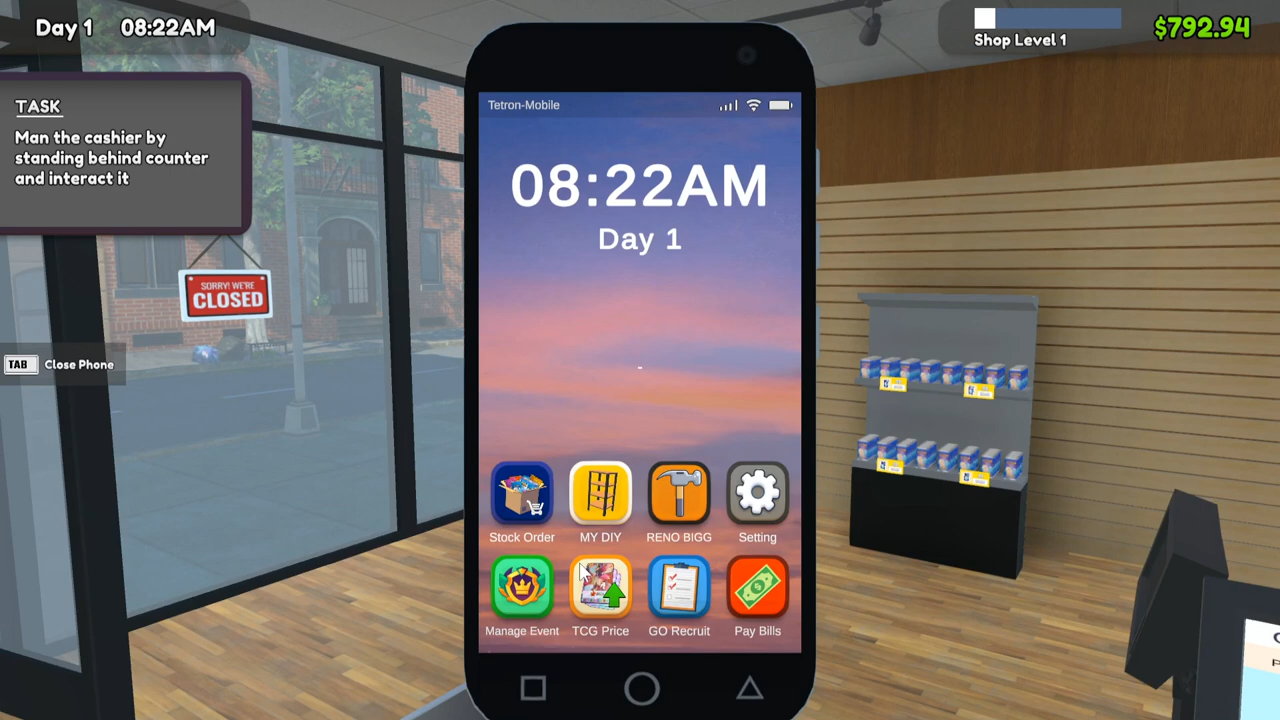 Day 1 08:22AM
Shop Level 1
$792.94
TASK
Man the cashier by
standing behind counter
and interact it
SORRY! WE'RE
CLOSED
TAB Close Phone
Tetron-Mobile
08:22AM
Day 1
Stock Order MY DIY RENO BIGG Setting
Manage Event TCG Price GO Recruit Pay Bills